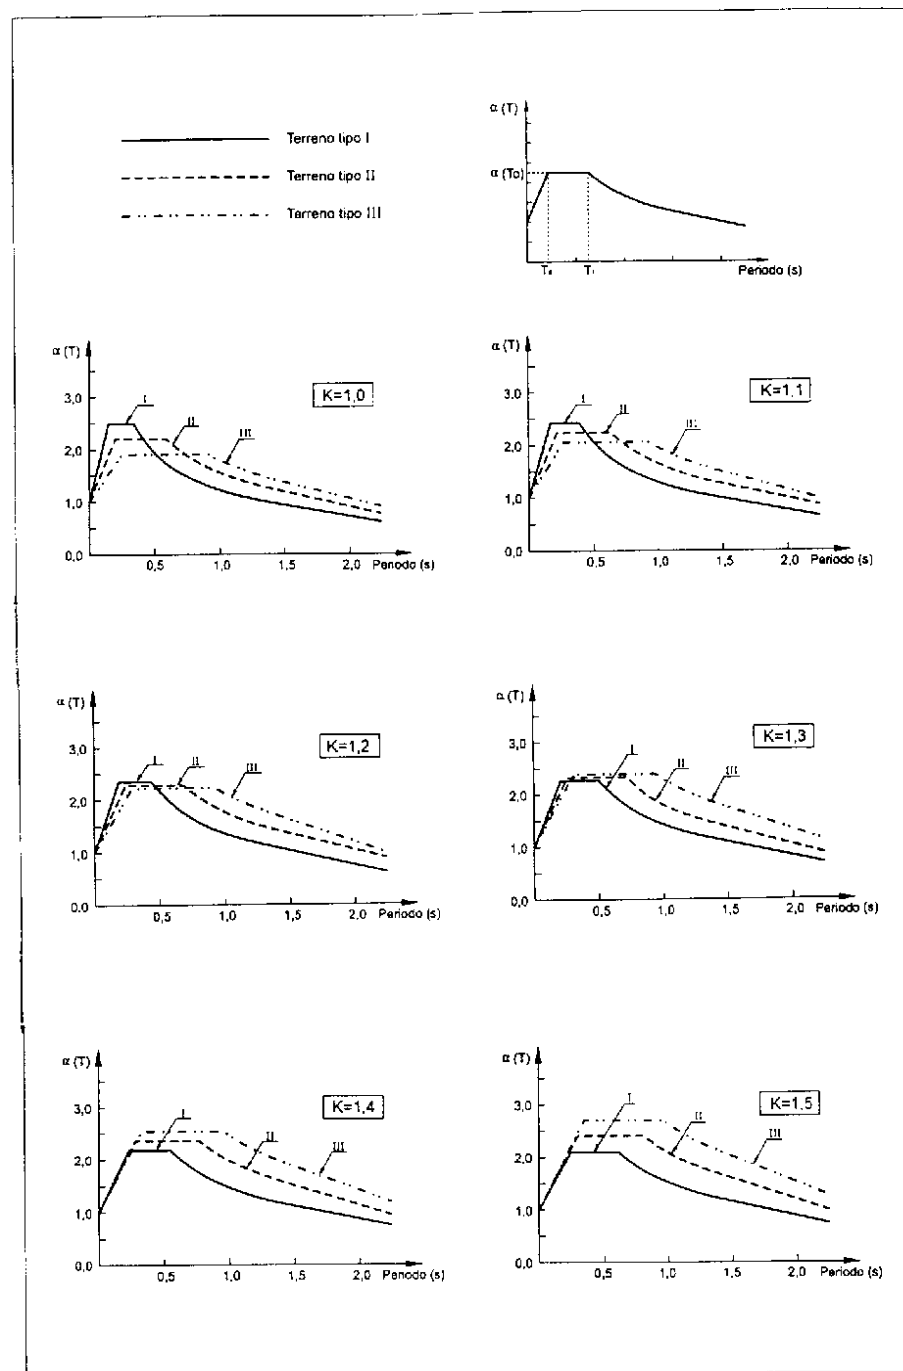 α (T)
Terreno tipo I
Terreno tipo II
Terreno tipo III
α (To)
T₀ T₁ Periodo (s)
α (T)
3,0
2,0
1,0
0,0
I
II
III
K=1,0
0,5 1,0 1,5 2,0 Periodo (s)
α (T)
3,0
2,0
1,0
0,0
I
II
III
K=1,1
0,5 1,0 1,5 2,0 Periodo (s)
α (T)
3,0
2,0
1,0
0,0
I
II
III
K=1,2
0,5 1,0 1,5 2,0 Periodo (s)
α (T)
3,0
2,0
1,0
0,0
I
II
III
K=1,3
0,5 1,0 1,5 2,0 Periodo (s)
α (T)
3,0
2,0
1,0
0,0
I
II
III
K=1,4
0,5 1,0 1,5 2,0 Periodo (s)
α (T)
3,0
2,0
1,0
0,0
I
II
III
K=1,5
0,5 1,0 1,5 2,0 Periodo (s)